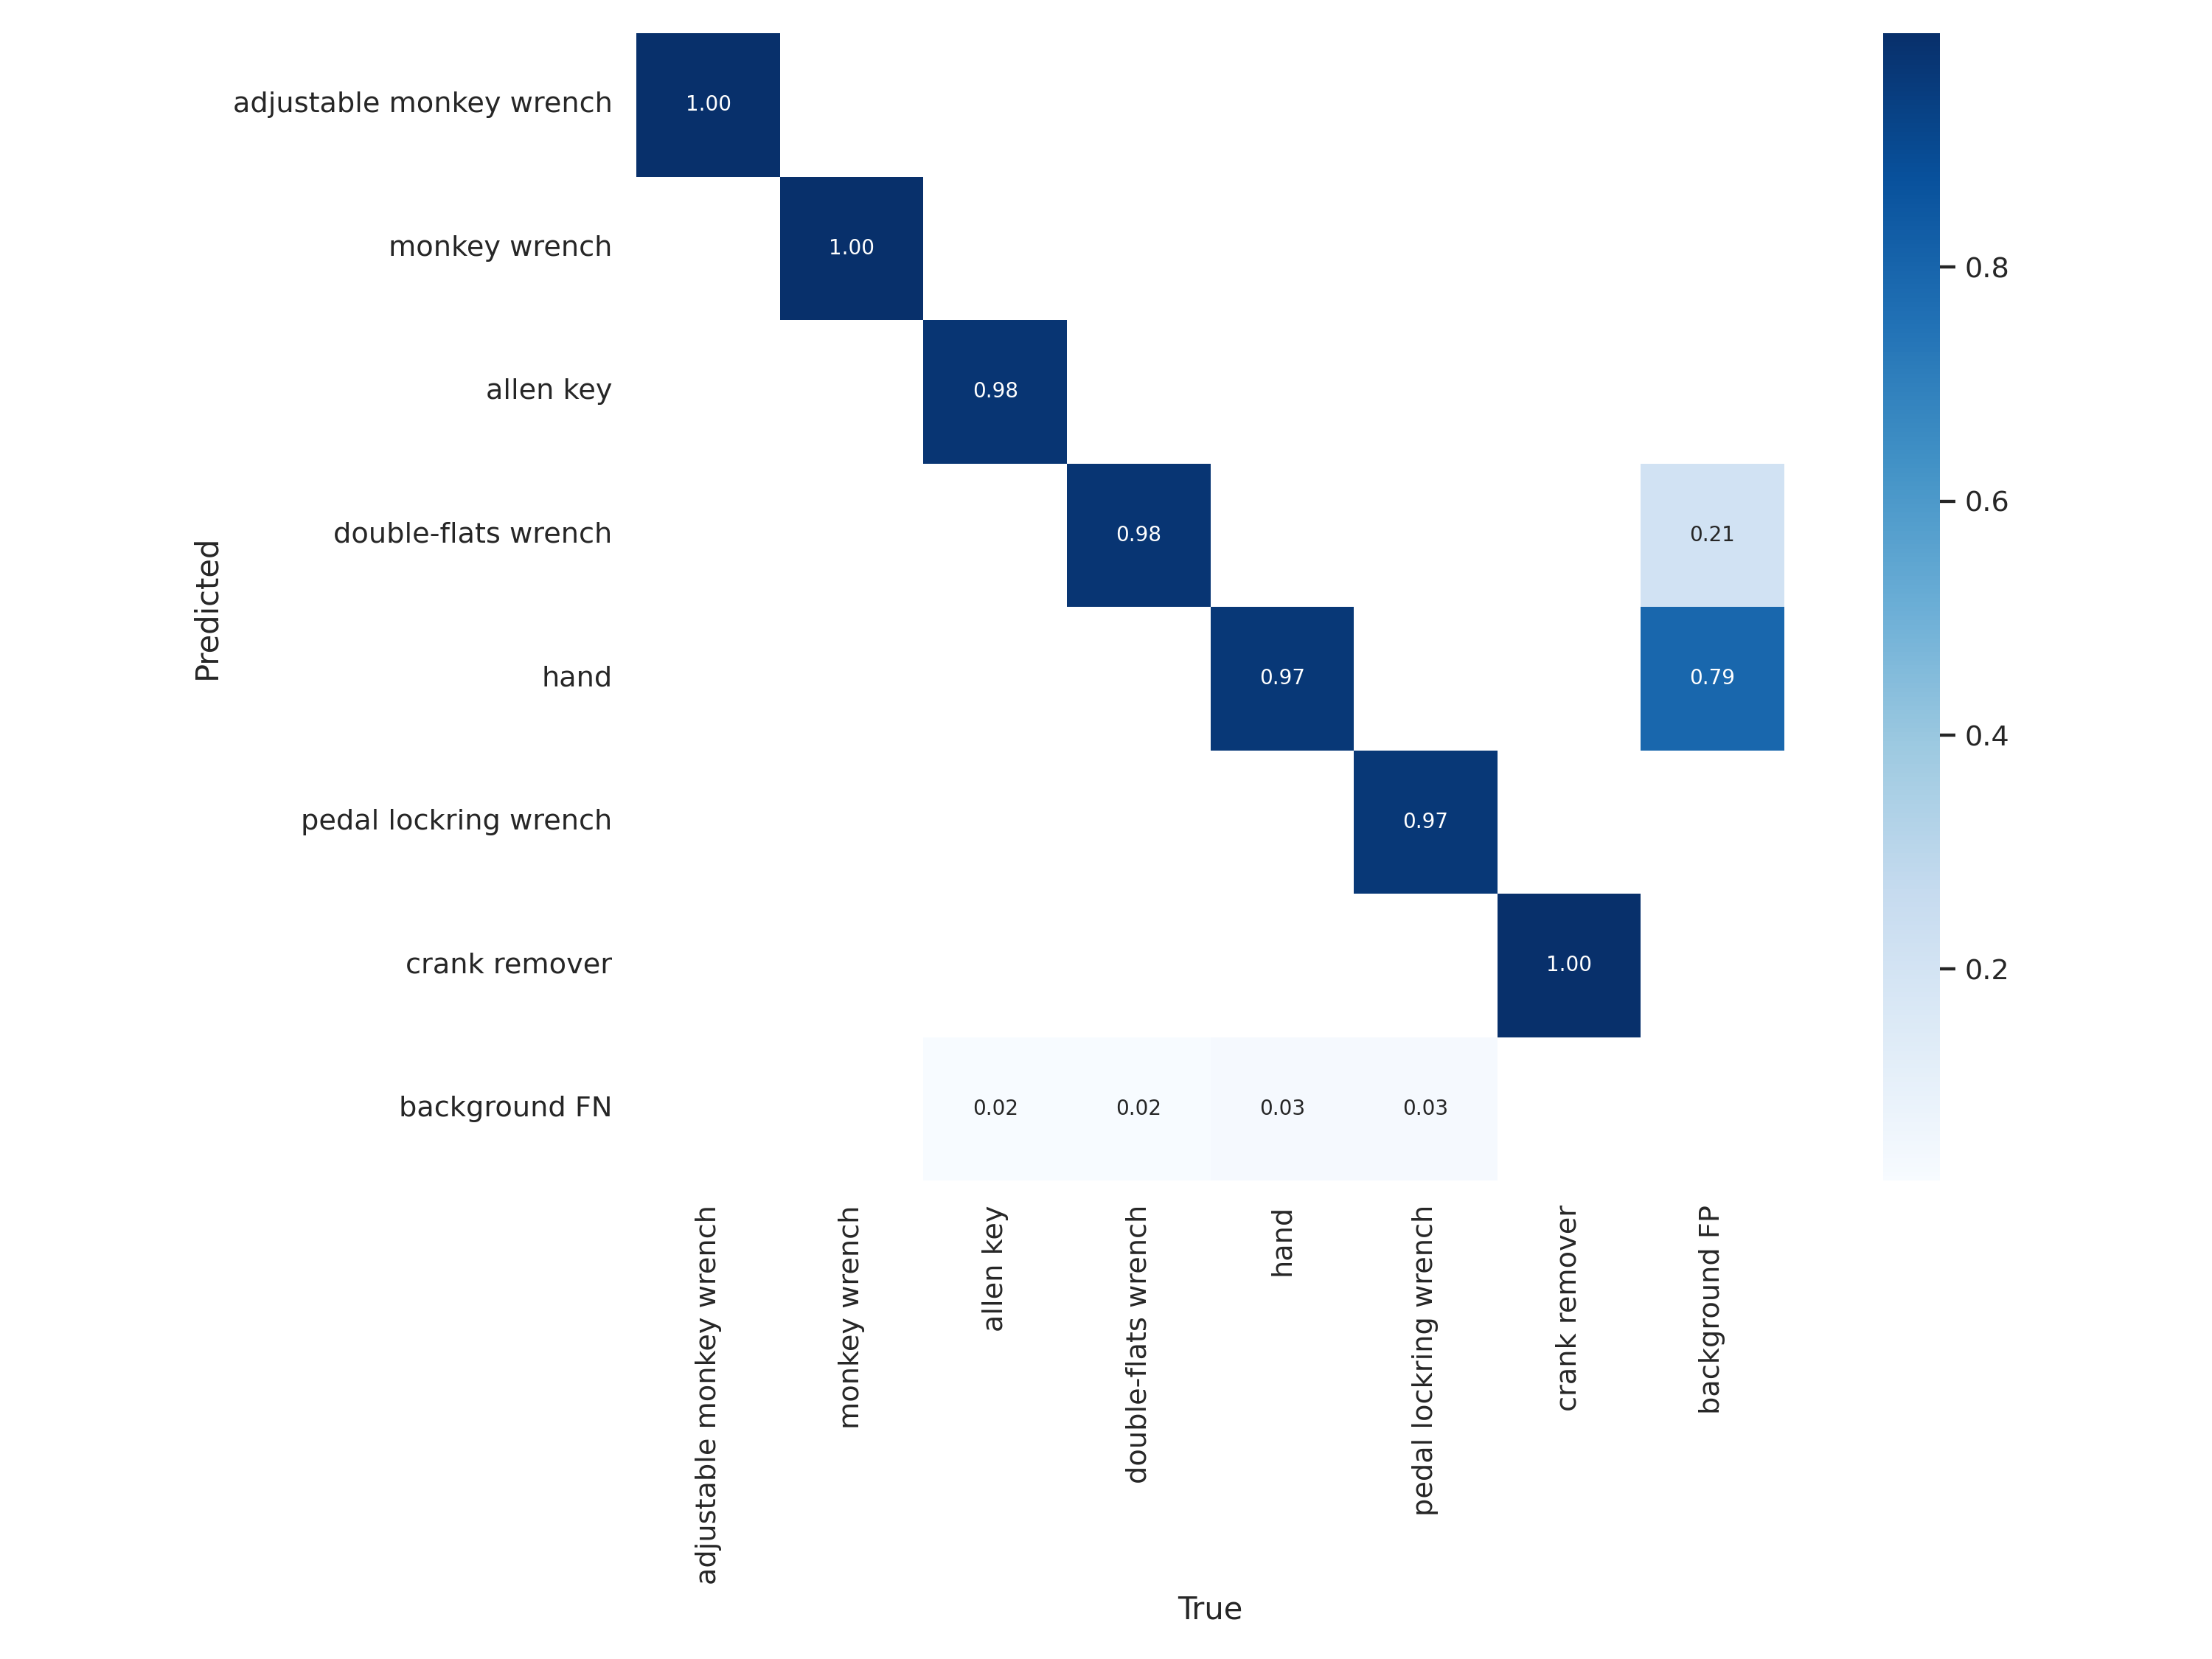 adjustable monkey wrench
1.00
monkey wrench
1.00
0.8
allen key
0.98
0.6
double-flats wrench
0.98
0.21
Predicted
hand
0.97
0.79
0.4
pedal lockring wrench
0.97
crank remover
1.00
0.2
background FN
0.02
0.02
0.03
0.03
adjustable monkey wrench
monkey wrench
allen key
double-flats wrench
hand
pedal lockring wrench
crank remover
background FP
True